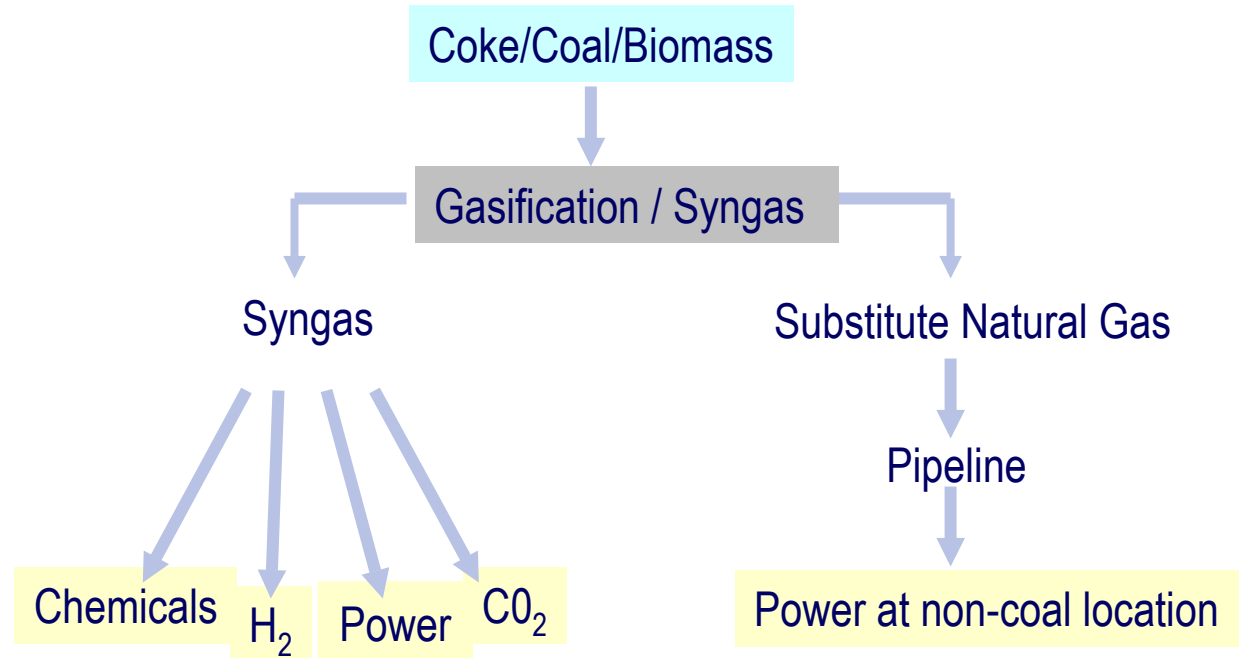 Coke/Coal/Biomass
Gasification / Syngas
Syngas
Substitute Natural Gas
Pipeline
Chemicals
H₂
Power
C0₂
Power at non-coal location